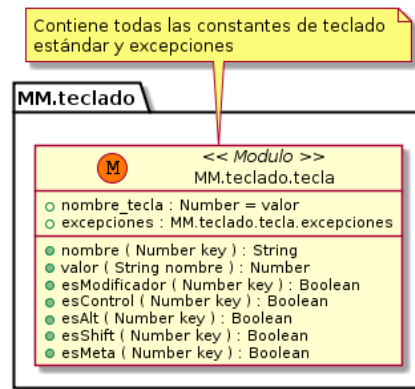 Contiene todas las constantes de teclado
estándar y excepciones
MM.teclado
M
<< Modulo >>
MM.teclado.tecla
nombre_tecla : Number = valor
excepciones : MM.teclado.tecla.excepciones
nombre ( Number key ) : String
valor ( String nombre ) : Number
esModificador ( Number key ) : Boolean
esControl ( Number key ) : Boolean
esAlt ( Number key ) : Boolean
esShift ( Number key ) : Boolean
esMeta ( Number key ) : Boolean